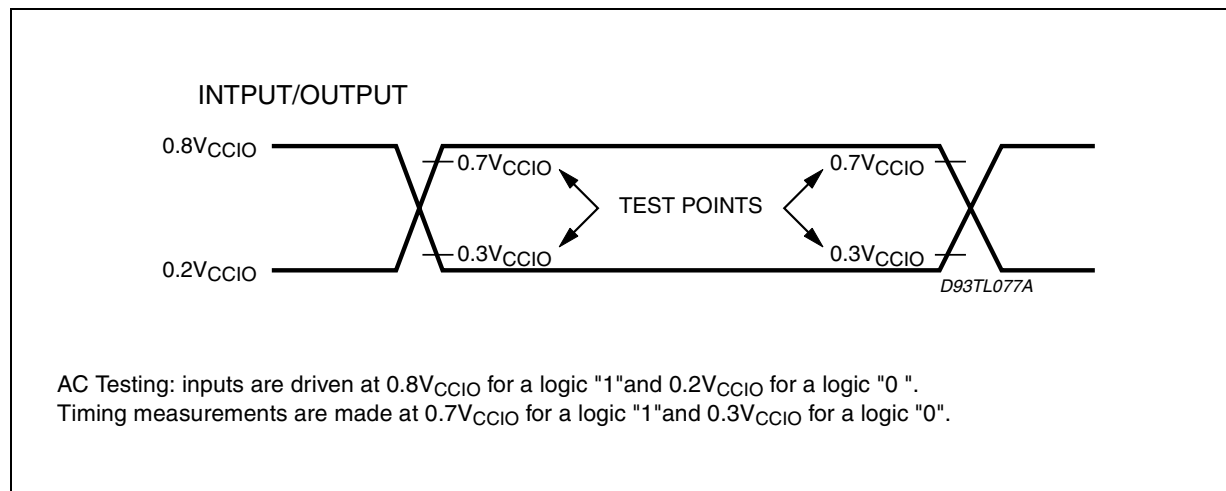 INTPUT/OUTPUT
0.8VCCIO
0.7VCCIO
0.7VCCIO
TEST POINTS
0.3VCCIO
0.3VCCIO
0.2VCCIO
D93TL077A
AC Testing: inputs are driven at 0.8VCCIO for a logic "1"and 0.2VCCIO for a logic "0 ".
Timing measurements are made at 0.7VCCIO for a logic "1"and 0.3VCCIO for a logic "0".